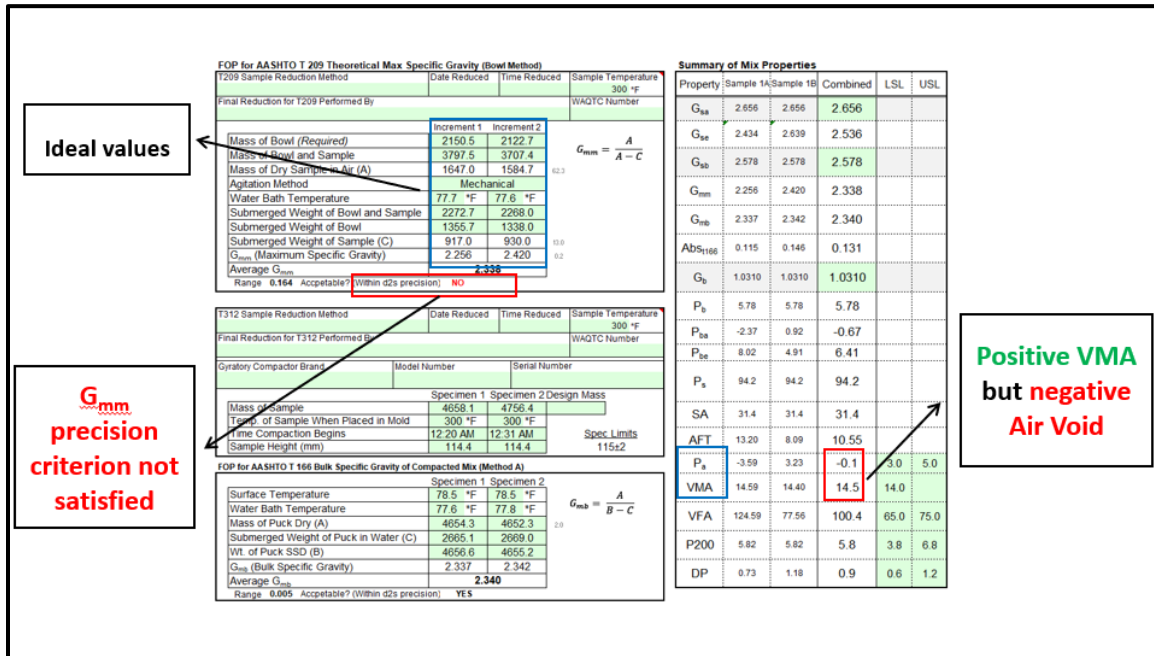 FOP for AASHTO T 209 Theoretical Max Specific Gravity (Bowl Method)
T209 Sample Reduction Method Date Reduced Time Reduced Sample Temperature
300 °F
Final Reduction for T209 Performed By WAQTC Number
Increment 1 Increment 2
Mass of Bowl (Required) 2150.5 2122.7
Mass of Bowl and Sample 3797.5 3707.4
Mass of Dry Sample in Air (A) 1647.0 1584.7 62.3
Agitation Method Mechanical
Water Bath Temperature 77.7 °F 77.6 °F
Submerged Weight of Bowl and Sample 2272.7 2268.0
Submerged Weight of Bowl 1355.7 1338.0
Submerged Weight of Sample (C) 917.0 930.0 13.0
Gmm (Maximum Specific Gravity) 2.256 2.420 0.2
Average Gmm 2.338
Range 0.164 Accpetable? (Within d2s precision) NO
Gmm = A / A − C
Ideal values
Gmm
precision
criterion not
satisfied
T312 Sample Reduction Method Date Reduced Time Reduced Sample Temperature
300 °F
Final Reduction for T312 Performed By WAQTC Number
Gyratory Compactor Brand Model Number Serial Number
Specimen 1 Specimen 2 Design Mass
Mass of Sample 4658.1 4756.4
Temp. of Sample When Placed in Mold 300 °F 300 °F
Time Compaction Begins 12:20 AM 12:31 AM Spec Limits
Sample Height (mm) 114.4 114.4 115±2
FOP for AASHTO T 166 Bulk Specific Gravity of Compacted Mix (Method A)
Specimen 1 Specimen 2
Surface Temperature 78.5 °F 78.5 °F
Water Bath Temperature 77.6 °F 77.8 °F
Mass of Puck Dry (A) 4654.3 4652.3 2.0
Submerged Weight of Puck in Water (C) 2665.1 2669.0
Wt. of Puck SSD (B) 4656.6 4655.2
Gmb (Bulk Specific Gravity) 2.337 2.342
Average Gmb 2.340
Range 0.005 Accpetable? (Within d2s precision) YES
Gmb = A / B − C
Summary of Mix Properties
Property Sample 1A Sample 1B Combined LSL USL
Gsa 2.656 2.656 2.656
Gse 2.434 2.639 2.536
Gsb 2.578 2.578 2.578
Gmm 2.256 2.420 2.338
Gmb 2.337 2.342 2.340
Abs1166 0.115 0.146 0.131
Gb 1.0310 1.0310 1.0310
Pb 5.78 5.78 5.78
Pba -2.37 0.92 -0.67
Pbe 8.02 4.91 6.41
Ps 94.2 94.2 94.2
SA 31.4 31.4 31.4
AFT 13.20 8.09 10.55
Pa -3.59 3.23 -0.1 3.0 5.0
VMA 14.59 14.40 14.5 14.0
VFA 124.59 77.56 100.4 65.0 75.0
P200 5.82 5.82 5.8 3.8 6.8
DP 0.73 1.18 0.9 0.6 1.2
Positive VMA
but negative
Air Void